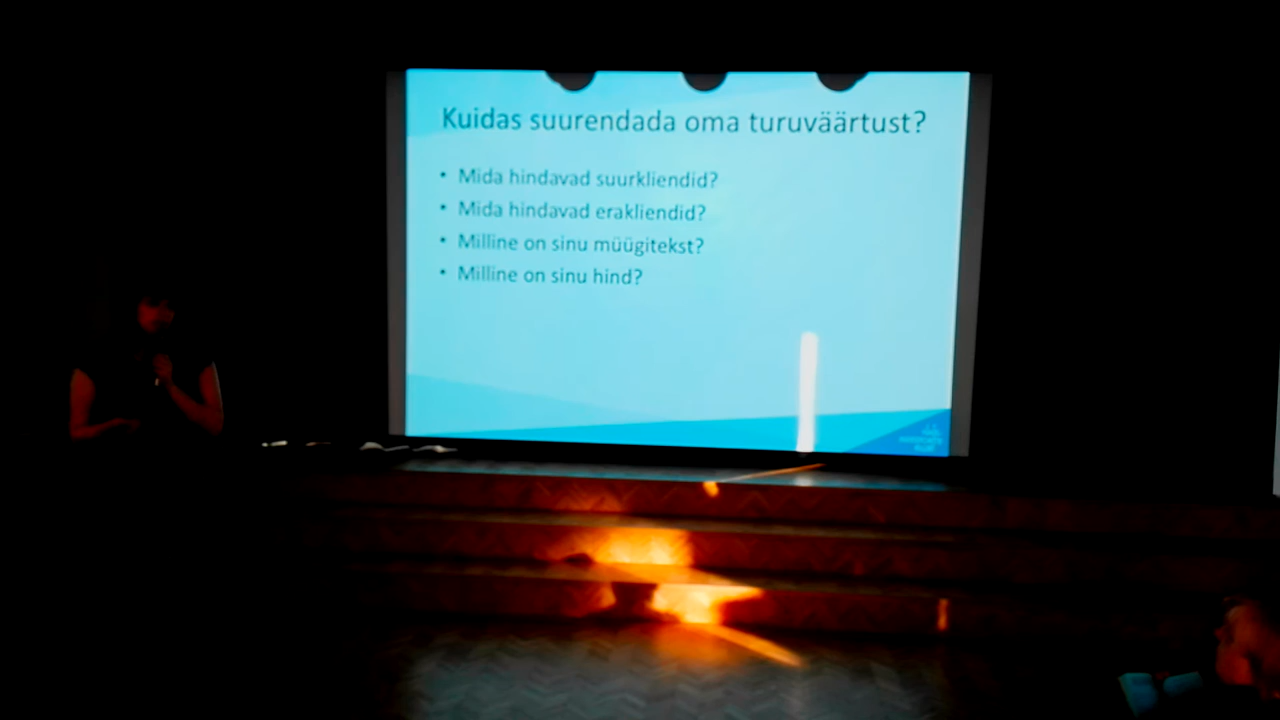 Kuidas suurendada oma turuväärtust?
• Mida hindavad suurkliendid?
• Mida hindavad erakliendid?
• Milline on sinu müügitekst?
• Milline on sinu hind?